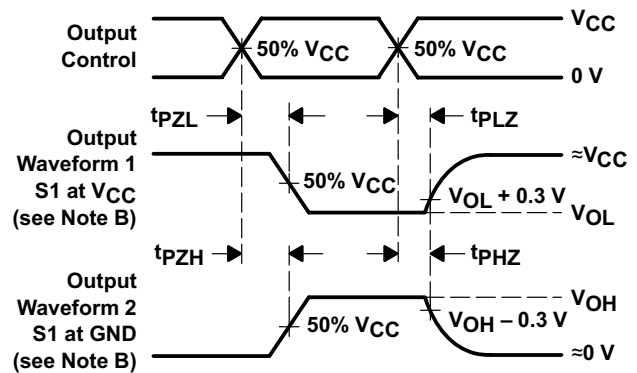 Output
Control
50% VCC
50% VCC
VCC
0 V
tPZL
tPLZ
Output
Waveform 1
S1 at VCC
(see Note B)
50% VCC
≈VCC
VOL + 0.3 V
VOL
tPZH
tPHZ
Output
Waveform 2
S1 at GND
(see Note B)
50% VCC
VOH
VOH – 0.3 V
≈0 V